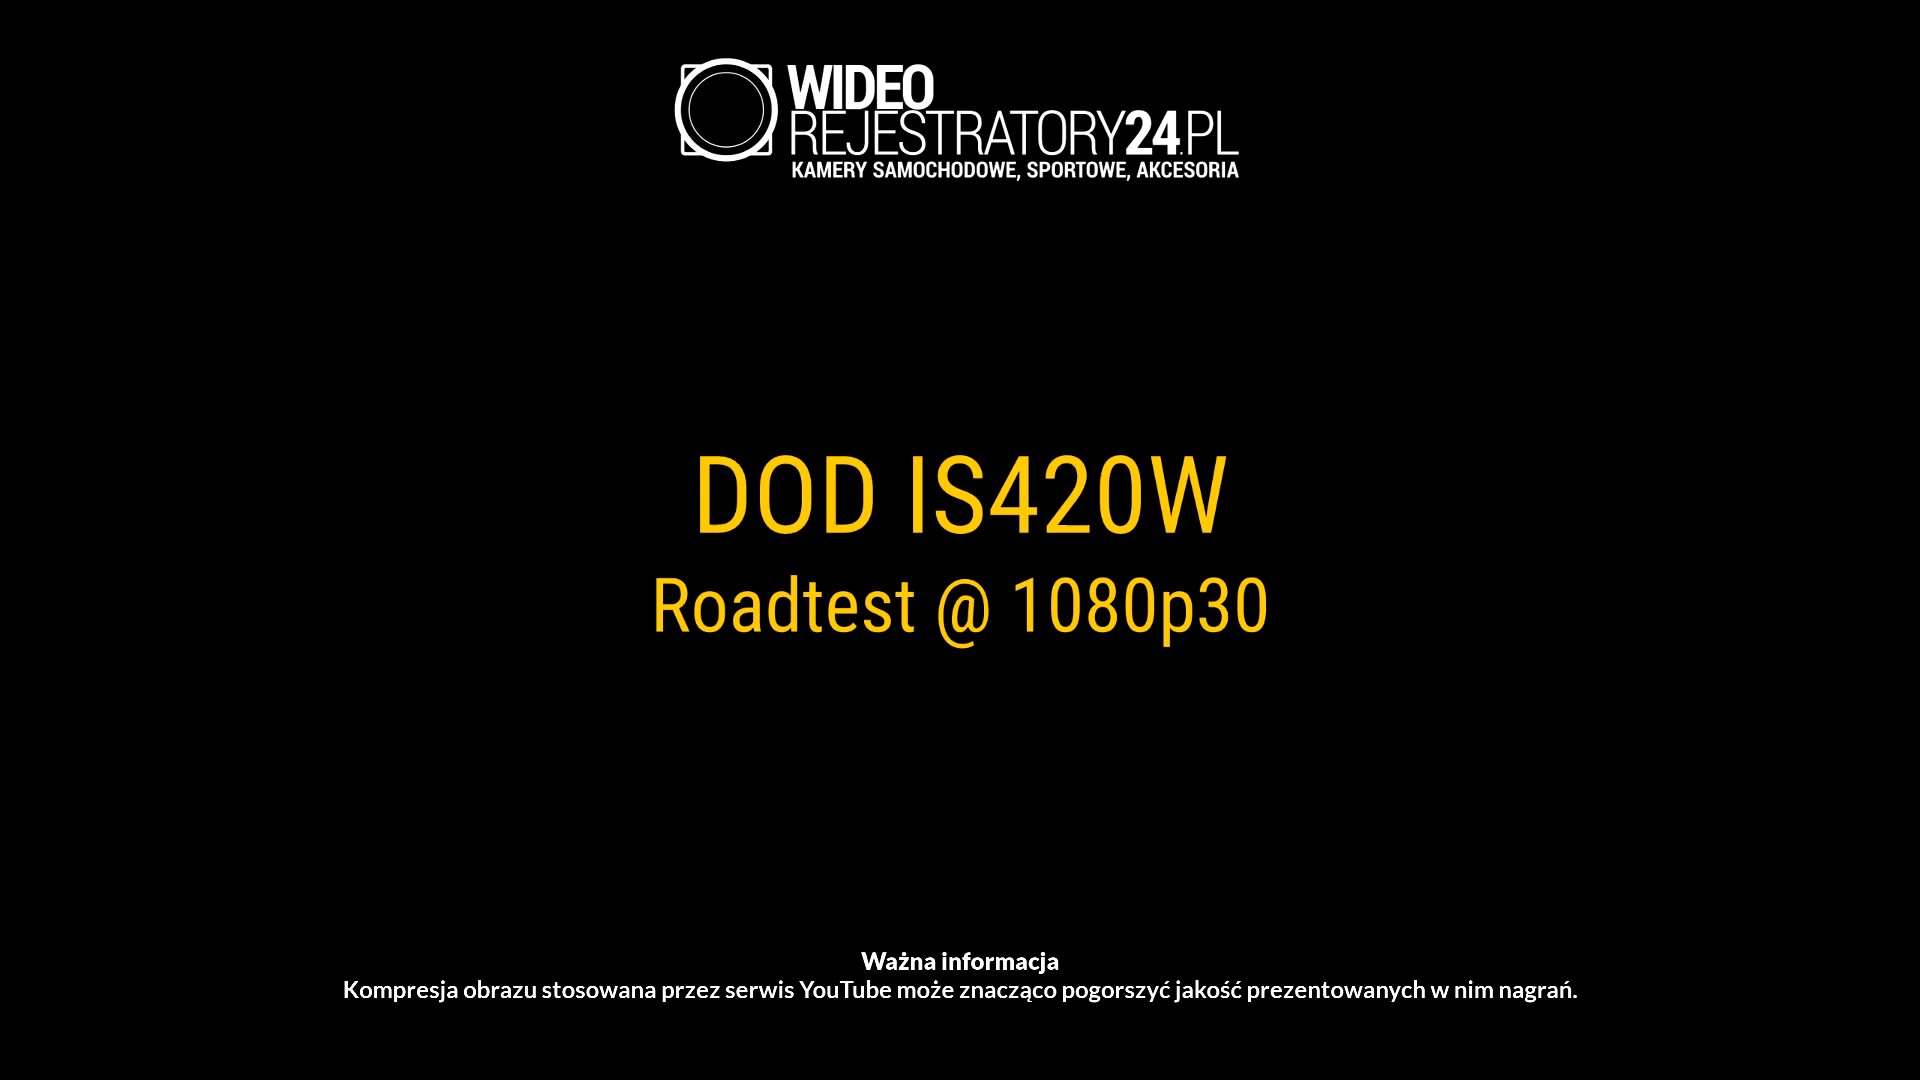 WIDEO
REJESTRATORY24.PL
KAMERY SAMOCHODOWE, SPORTOWE, AKCESORIA
DOD IS420W
Roadtest @ 1080p30
Ważna informacja
Kompresja obrazu stosowana przez serwis YouTube może znacząco pogorszyć jakość prezentowanych w nim nagrań.